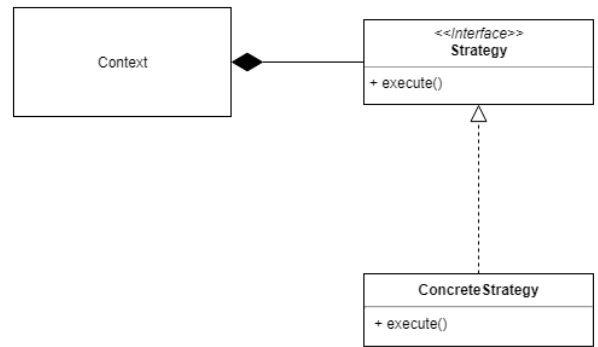 Context
<<Interface>>
Strategy
+ execute()
ConcreteStrategy
+ execute()